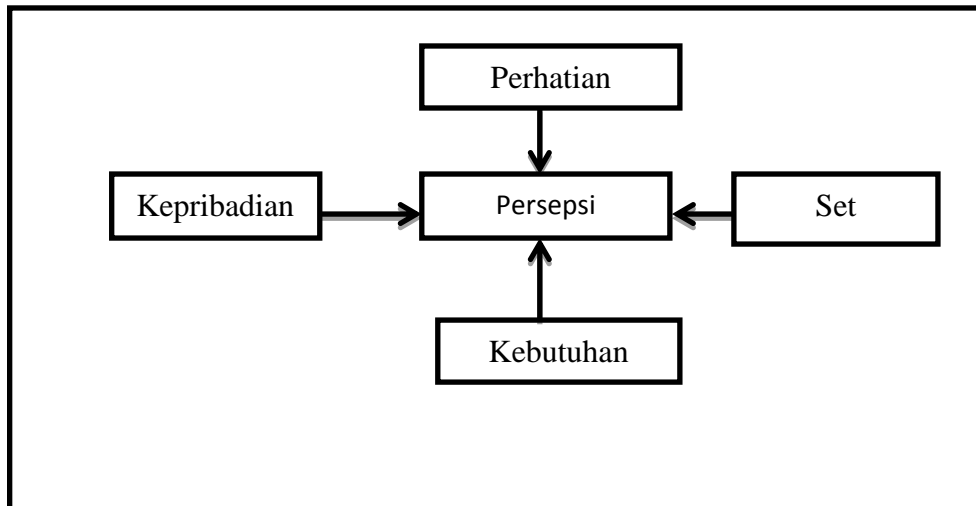 Perhatian
Kepribadian
Persepsi
Set
Kebutuhan